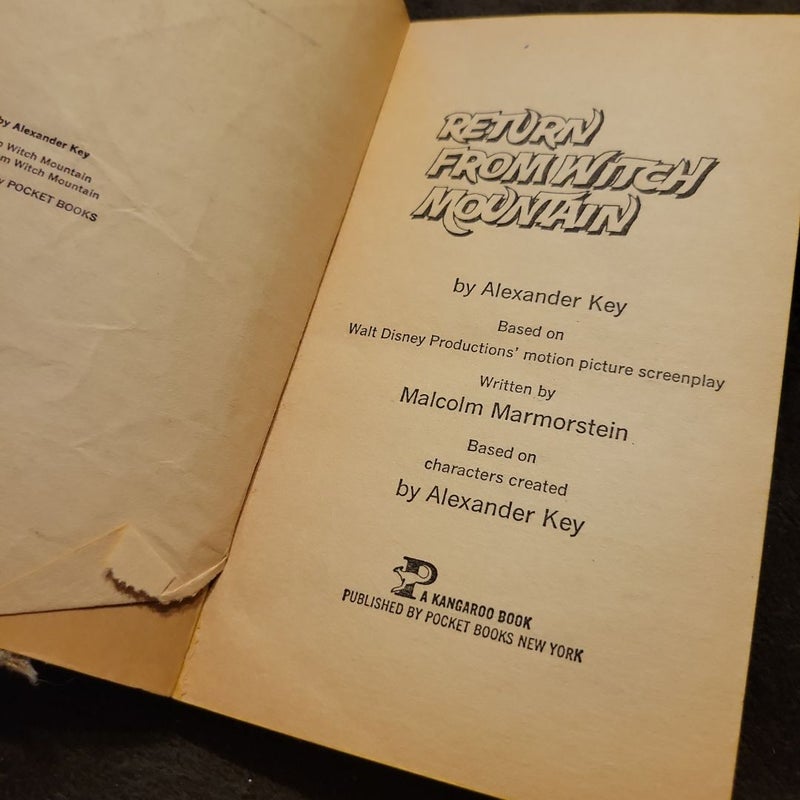 by Alexander Key
Witch Mountain
Witch Mountain
POCKET BOOKS
RETURN
FROM WITCH
MOUNTAIN
by Alexander Key
Based on
Walt Disney Productions' motion picture screenplay
Written by
Malcolm Marmorstein
Based on
characters created
by Alexander Key
P
A KANGAROO BOOK
PUBLISHED BY POCKET BOOKS NEW YORK